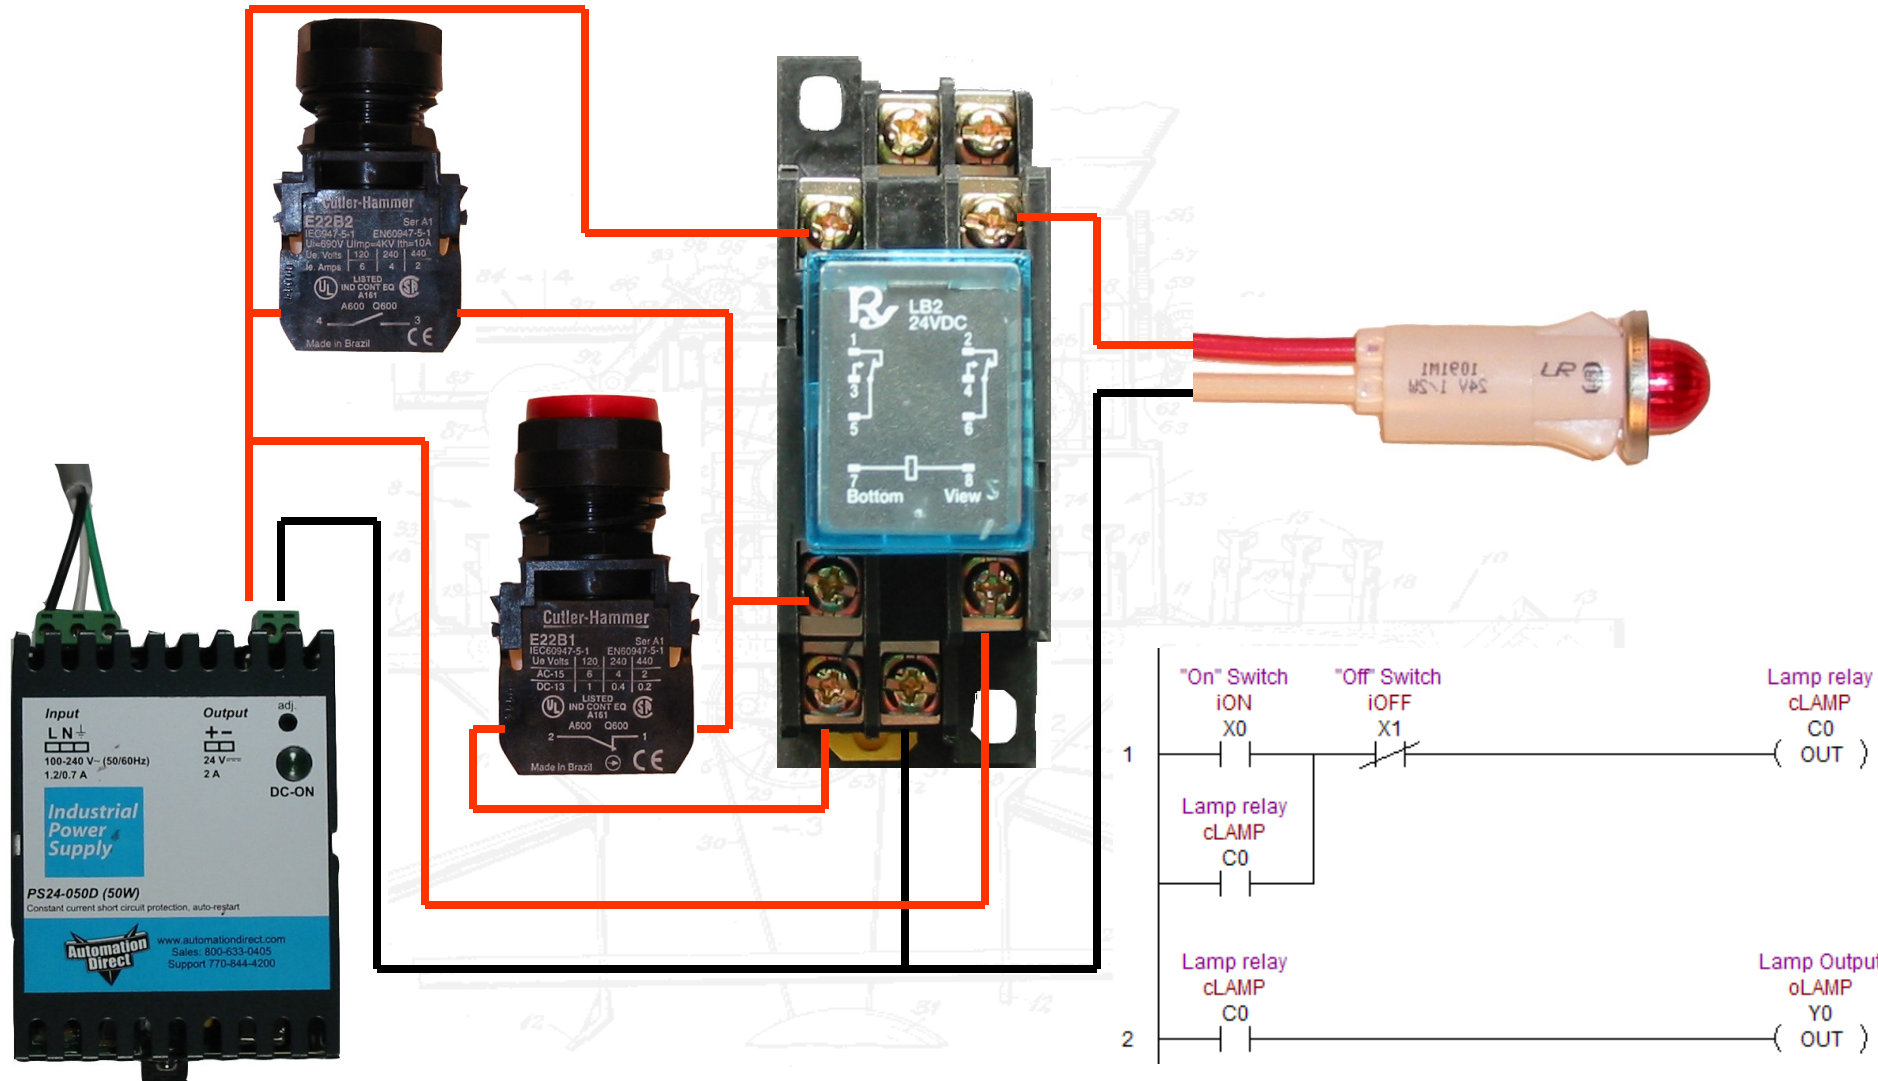 Cutler-Hammer
E22B2 Ser A1
IEC947-5-1 EN60947-5-1
Ui=690V Uimp=4KV Ith=10A
Ue. Volts 120 240 440
Ie. Amps 6 4 2
UL LISTED
IND CONT EQ
A161
A600 Q600
4 3
Made in Brazil CE
Cutler-Hammer
E22B1 Ser A1
IEC60947-5-1 EN60947-5-1
Ue Volts 120 240 440
AC-15 6 4 2
DC-13 1 0.4 0.2
UL LISTED
IND CONT EQ
A161
A600 Q600
2 1
Made in Brazil CE
LB2
24VDC
1 2
3 4
5 6
7 8
Bottom View
1091M1
24V 1/2W
Input Output adj.
L N + −
100-240 V~ (50/60Hz) 24 V
1.2/0.7 A 2 A
DC-ON
Industrial
Power
Supply
PS24-050D (50W)
Constant current short circuit protection, auto-restart
Automation
Direct
www.automationdirect.com
Sales: 800-633-0405
Support 770-844-4200
"On" Switch "Off" Switch Lamp relay
iON iOFF cLAMP
X0 X1 C0
1 OUT
Lamp relay
cLAMP
C0
Lamp relay Lamp Output
cLAMP oLAMP
C0 Y0
2 OUT